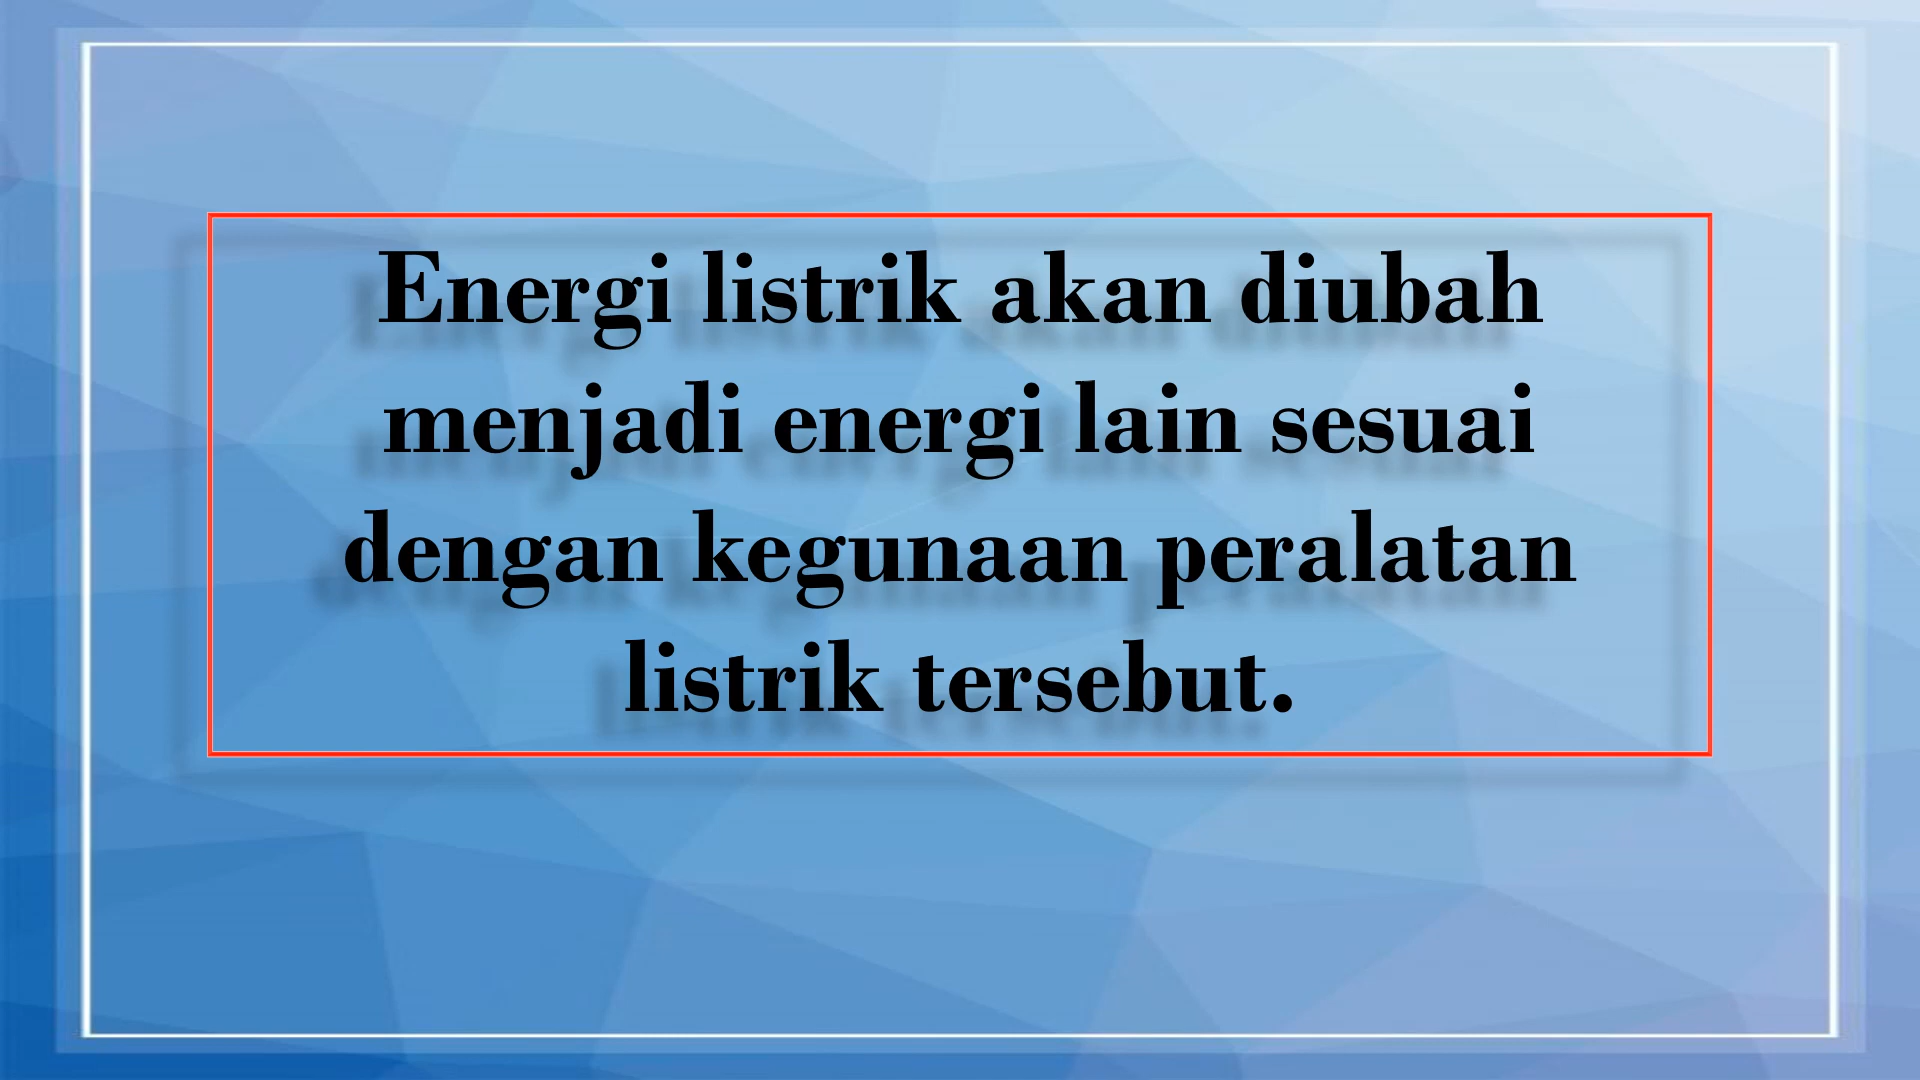 Energi listrik akan diubah
menjadi energi lain sesuai
dengan kegunaan peralatan
listrik tersebut.